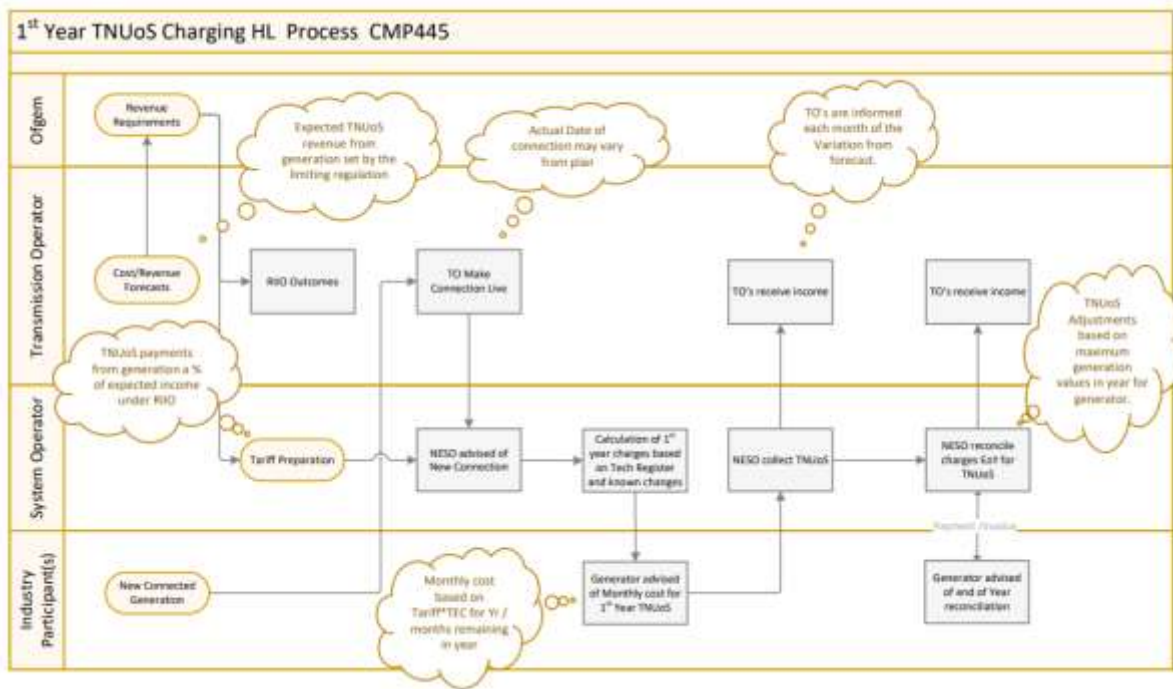 1st Year TNUoS Charging HL Process CMP445
Ofgem
Revenue
Requirements
Expected TNUoS
revenue from
generation set by the
limiting regulation
Actual Date of
connection may vary
from plan
TO's are informed
each month of the
Variation from
forecast.
Transmission Operator
Cost/Revenue
Forecasts
RIIO Outcomes
TO Make
Connection Live
TO's receive income
TO's receive income
TNUoS
Adjustments
based on
maximum
generation
values in year for
generator.
TNUoS payments
from generation a %
of expected income
under RIIO
System Operator
Tariff Preparation
NESO advised of
New Connection
Calculation of 1st
year charges based
on Tech Register
and known changes
NESO collect TNUoS
NESO reconcile
charges EoY for
TNUoS
Payment /Invoice
Industry
Participant(s)
New Connected
Generation
Monthly cost
based on
Tariff*TEC for Yr /
months remaining
in year
Generator advised
of Monthly cost for
1st Year TNUoS
Generator advised
of end of Year
reconciliation